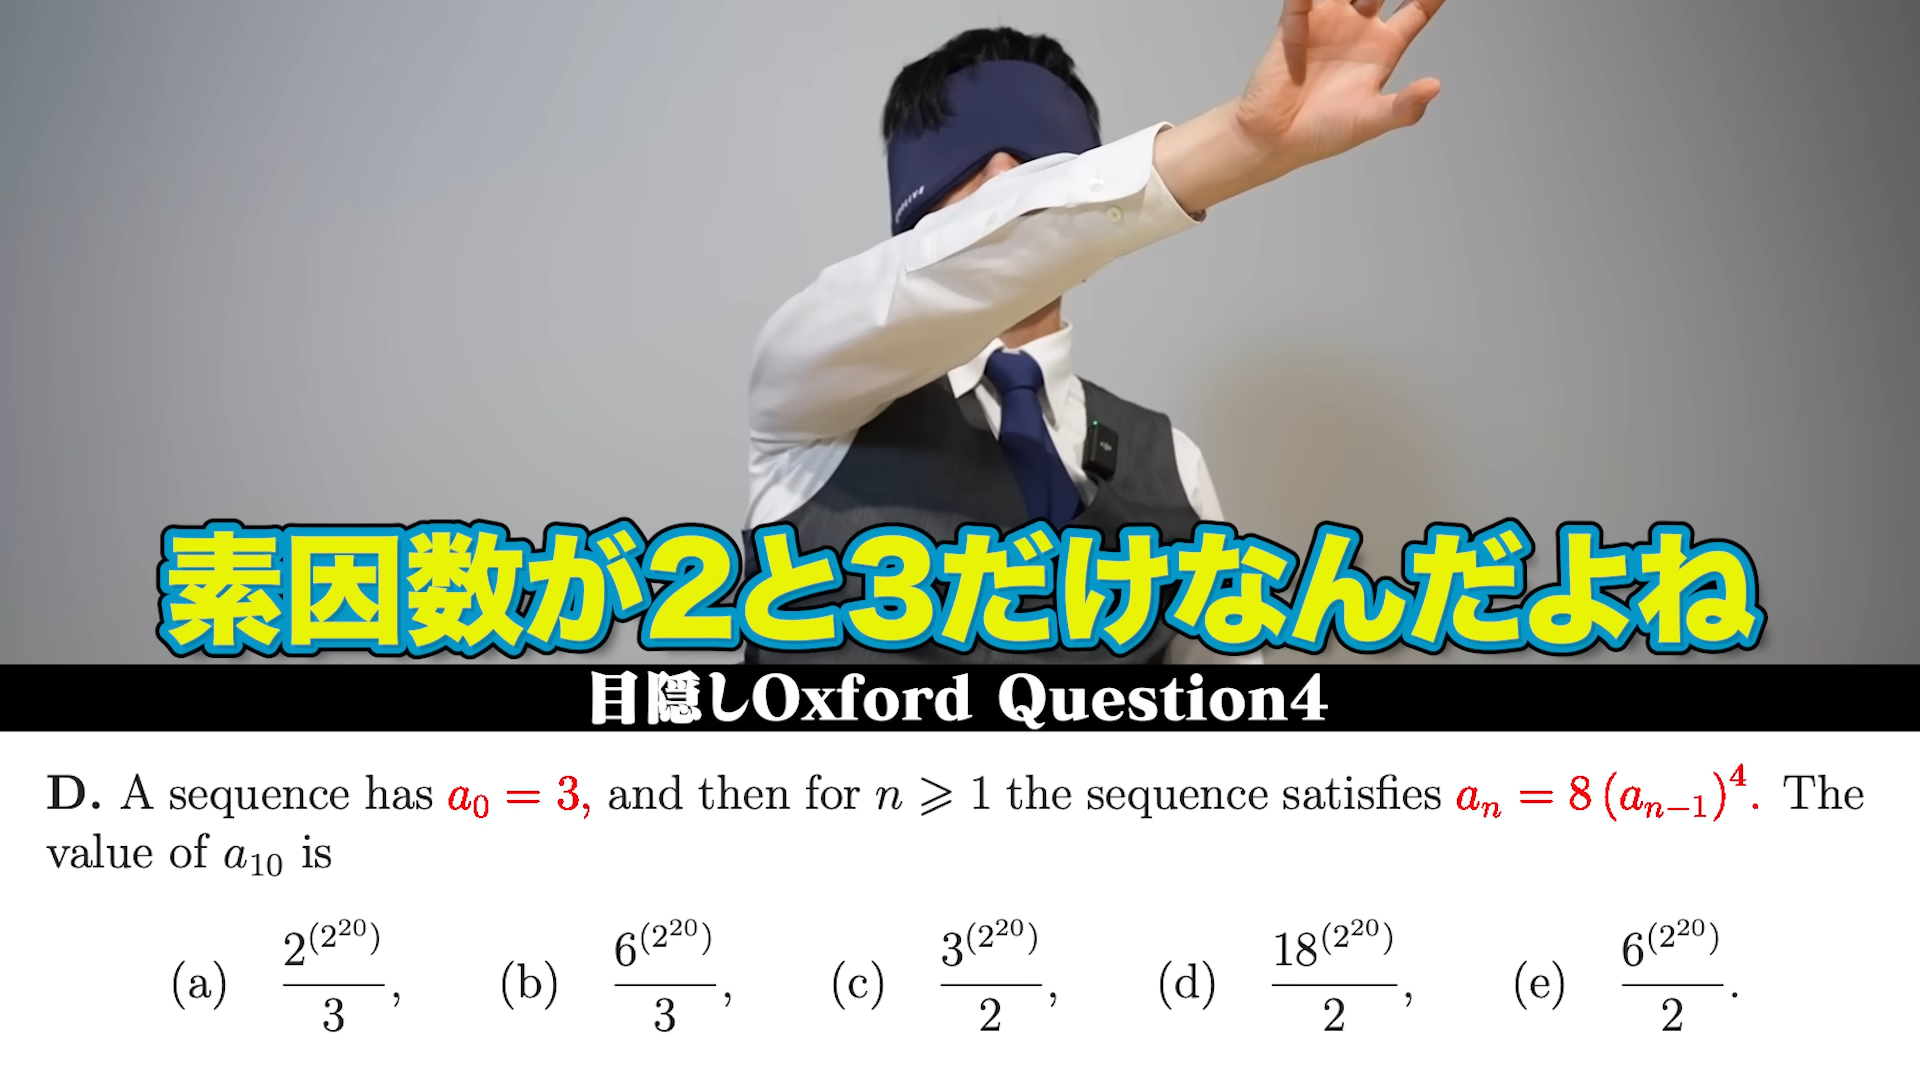 素因数が2と3だけなんだよね
目隠しOxford Question4
D. A sequence has a₀ = 3, and then for n ⩾ 1 the sequence satisfies aₙ = 8 (aₙ₋₁)⁴. The
value of a₁₀ is
(a) 2^(2^20)/3, (b) 6^(2^20)/3, (c) 3^(2^20)/2, (d) 18^(2^20)/2, (e) 6^(2^20)/2.